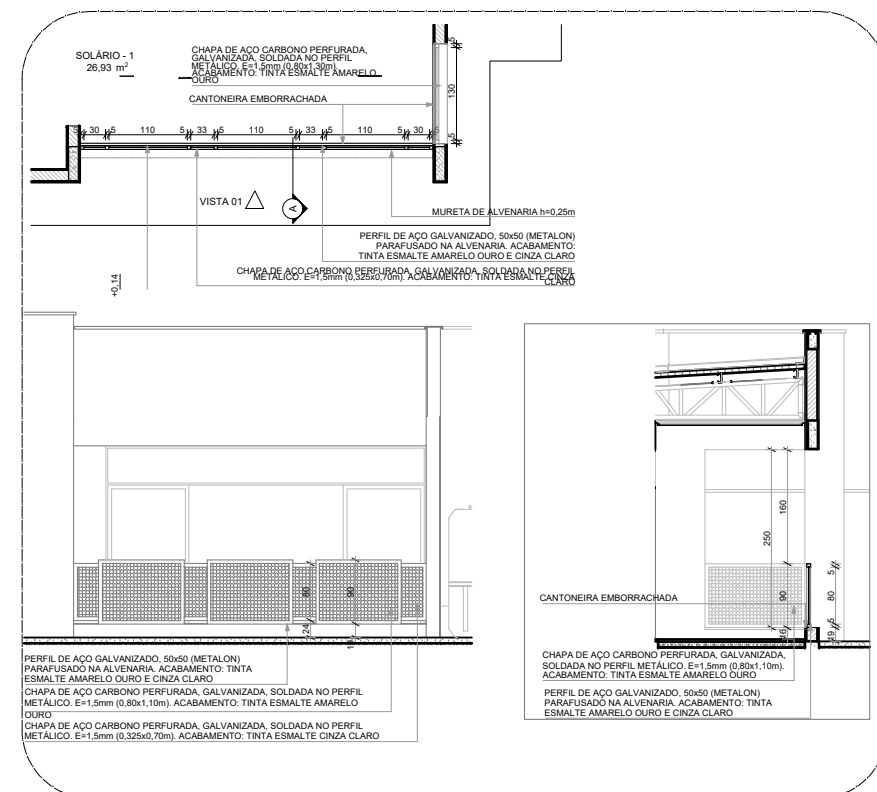 SOLÁRIO - 1
26,93 m²
CHAPA DE AÇO CARBONO PERFURADA,
GALVANIZADA, SOLDADA NO PERFIL
METÁLICO. E=1,5mm (0,80x1,30m).
ACABAMENTO: TINTA ESMALTE AMARELO
OURO
CANTONEIRA EMBORRACHADA
5
130
5
5 30 5 110 5 33 5 110 5 33 5 110 5 30 5
VISTA 01
A
MURETA DE ALVENARIA h=0,25m
PERFIL DE AÇO GALVANIZADO, 50x50 (METALON)
PARAFUSADO NA ALVENARIA. ACABAMENTO:
TINTA ESMALTE AMARELO OURO E CINZA CLARO
CHAPA DE AÇO CARBONO PERFURADA, GALVANIZADA, SOLDADA NO PERFIL
METÁLICO. E=1,5mm (0,325x0,70m). ACABAMENTO: TINTA ESMALTE CINZA
CLARO
+0,14
80
24
90
PERFIL DE AÇO GALVANIZADO, 50x50 (METALON)
PARAFUSADO NA ALVENARIA. ACABAMENTO: TINTA
ESMALTE AMARELO OURO E CINZA CLARO
CHAPA DE AÇO CARBONO PERFURADA, GALVANIZADA, SOLDADA NO PERFIL
METÁLICO. E=1,5mm (0,80x1,10m). ACABAMENTO: TINTA ESMALTE AMARELO
OURO
CHAPA DE AÇO CARBONO PERFURADA, GALVANIZADA, SOLDADA NO PERFIL
METÁLICO. E=1,5mm (0,325x0,70m). ACABAMENTO: TINTA ESMALTE CINZA CLARO
250
160
90
16
5
80
5
19
CANTONEIRA EMBORRACHADA
CHAPA DE AÇO CARBONO PERFURADA, GALVANIZADA,
SOLDADA NO PERFIL METÁLICO. E=1,5mm (0,80x1,10m).
ACABAMENTO: TINTA ESMALTE AMARELO OURO
PERFIL DE AÇO GALVANIZADO, 50x50 (METALON)
PARAFUSADO NA ALVENARIA. ACABAMENTO: TINTA
ESMALTE AMARELO OURO E CINZA CLARO